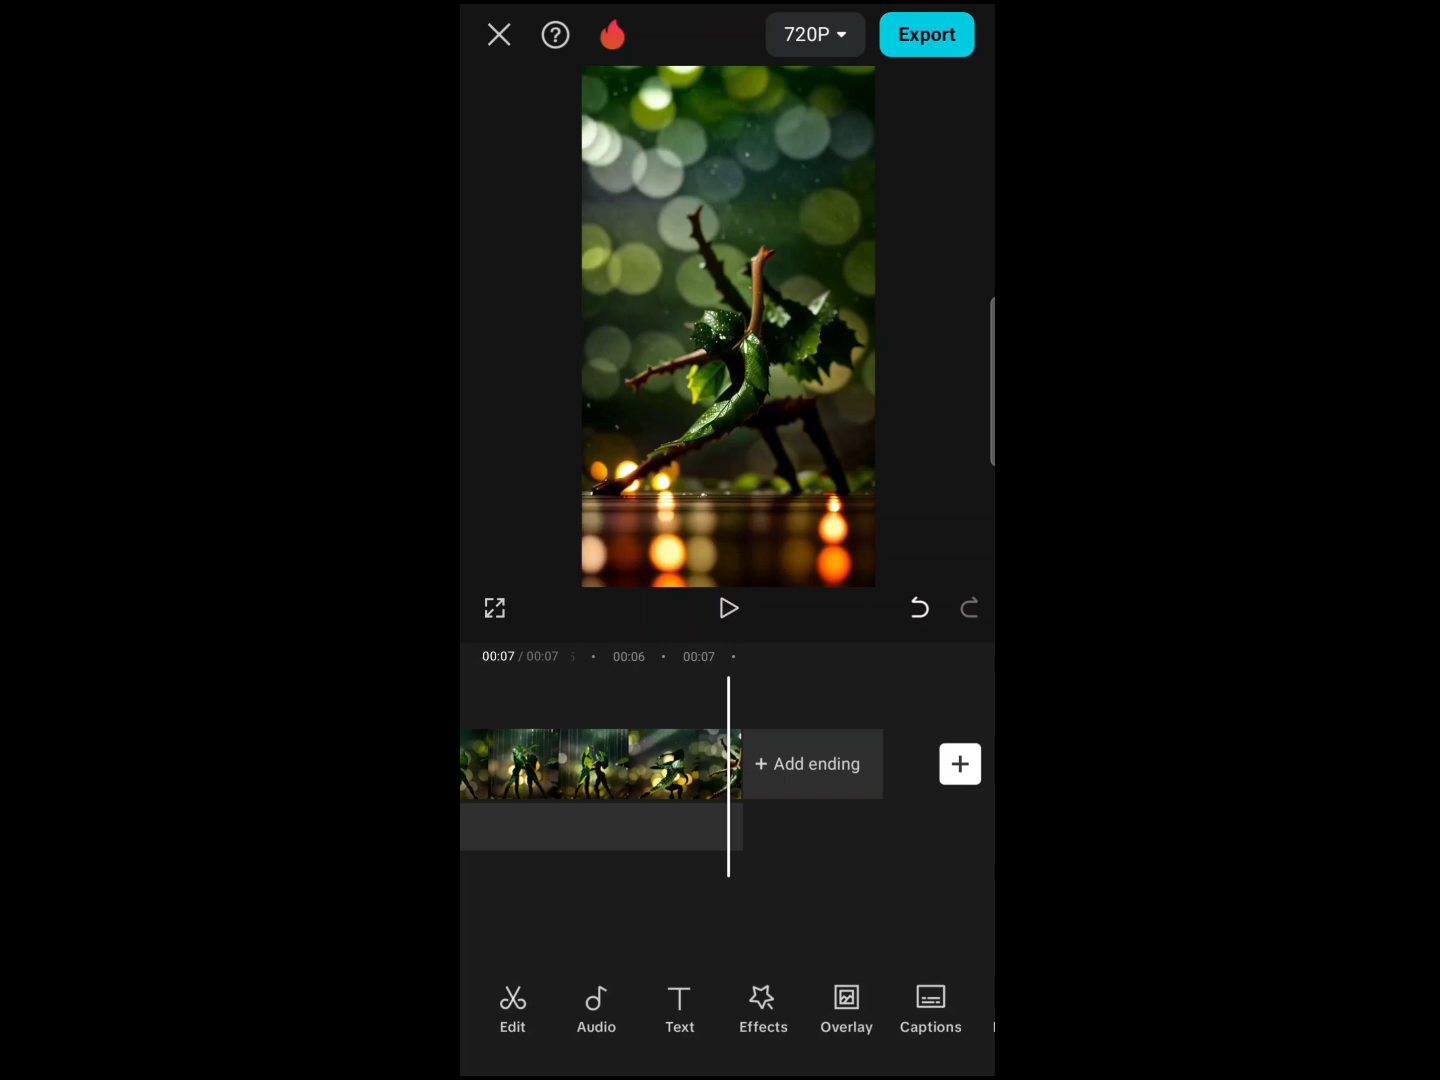 720P
Export
00:07 / 00:07
00:06
00:07
+ Add ending
Edit
Audio
Text
Effects
Overlay
Captions